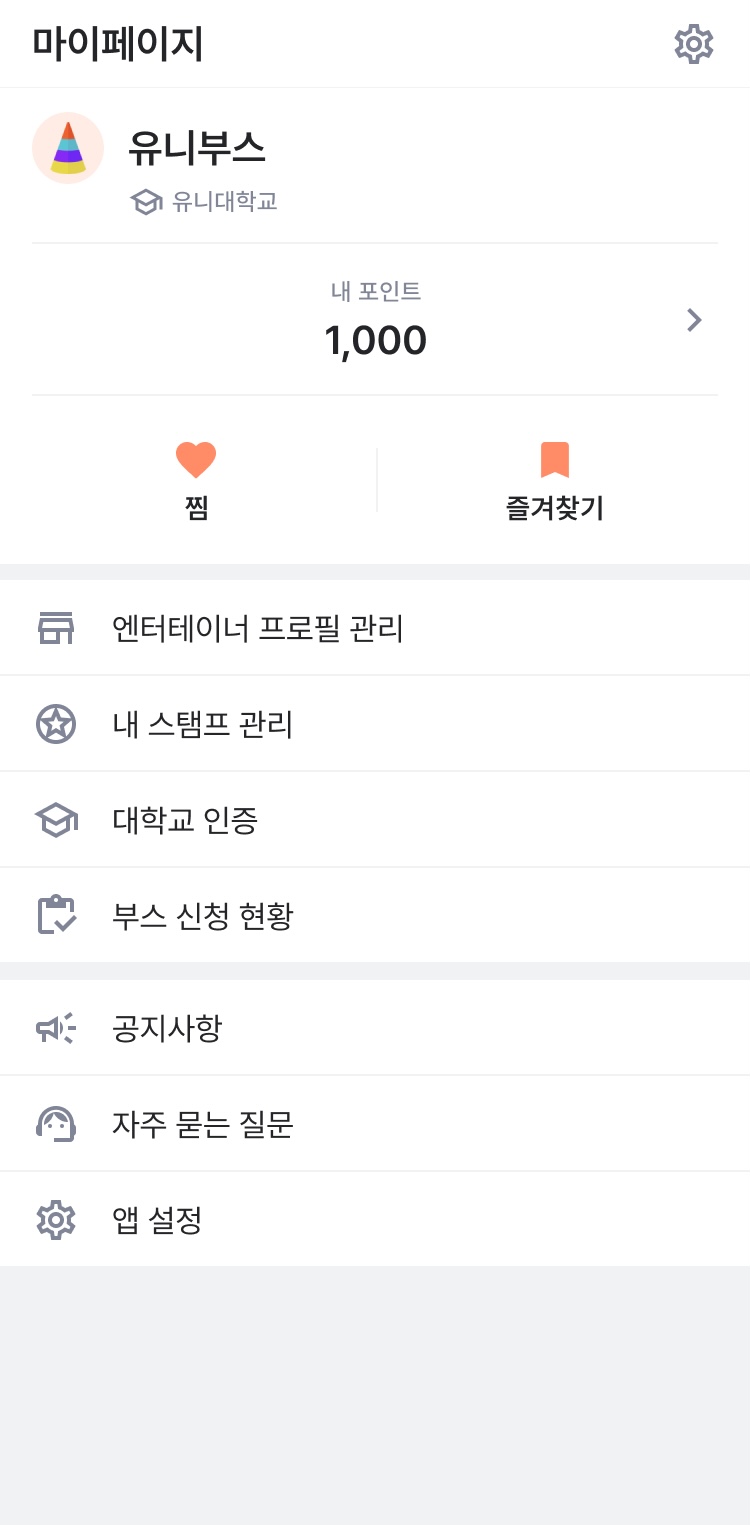 마이페이지
유니부스
유니대학교
내 포인트
1,000
찜
즐겨찾기
엔터테이너 프로필 관리
내 스탬프 관리
대학교 인증
부스 신청 현황
공지사항
자주 묻는 질문
앱 설정